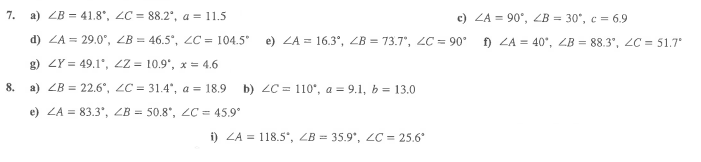 7. a) ∠B = 41.8°, ∠C = 88.2°, a = 11.5 c) ∠A = 90°, ∠B = 30°, c = 6.9
d) ∠A = 29.0°, ∠B = 46.5°, ∠C = 104.5° e) ∠A = 16.3°, ∠B = 73.7°, ∠C = 90° f) ∠A = 40°, ∠B = 88.3°, ∠C = 51.7°
g) ∠Y = 49.1°, ∠Z = 10.9°, x = 4.6
8. a) ∠B = 22.6°, ∠C = 31.4°, a = 18.9 b) ∠C = 110°, a = 9.1, b = 13.0
e) ∠A = 83.3°, ∠B = 50.8°, ∠C = 45.9°
i) ∠A = 118.5°, ∠B = 35.9°, ∠C = 25.6°